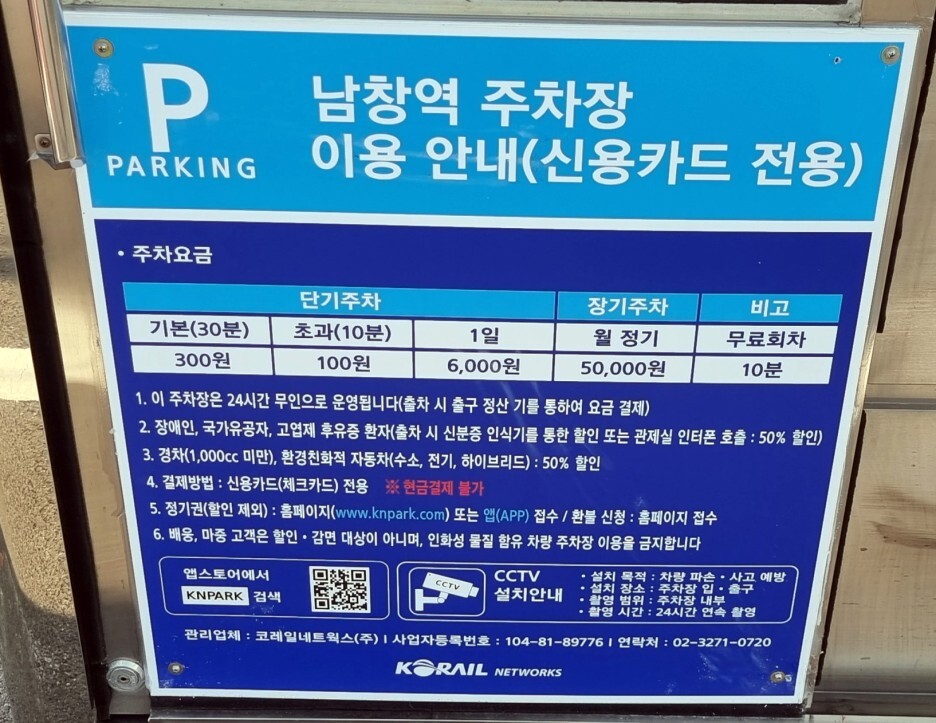 P
PARKING
남창역 주차장
이용 안내(신용카드 전용)
• 주차요금
단기주차 장기주차 비고
기본(30분) 초과(10분) 1일 월 정기 무료회차
300원 100원 6,000원 50,000원 10분
1. 이 주차장은 24시간 무인으로 운영됩니다(출차 시 출구 정산 기를 통하여 요금 결제)
2. 장애인, 국가유공자, 고엽제 후유증 환자(출차 시 신분증 인식기를 통한 할인 또는 관제실 인터폰 호출 : 50% 할인)
3. 경차(1,000cc 미만), 환경친화적 자동차(수소, 전기, 하이브리드) : 50% 할인
4. 결제방법 : 신용카드(체크카드) 전용 ※ 현금결제 불가
5. 정기권(할인 제외) : 홈페이지(www.knpark.com) 또는 앱(APP) 접수 / 환불 신청 : 홈페이지 접수
6. 배웅, 마중 고객은 할인・감면 대상이 아니며, 인화성 물질 함유 차량 주차장 이용을 금지합니다
앱스토어에서
KNPARK 검색
CCTV
CCTV
설치안내
• 설치 목적 : 차량 파손・사고 예방
• 설치 장소 : 주차장 입・출구
• 촬영 범위 : 주차장 내부
• 촬영 시간 : 24시간 연속 촬영
관리업체 : 코레일네트웍스(주) | 사업자등록번호 : 104-81-89776 | 연락처 : 02-3271-0720
KORAIL NETWORKS